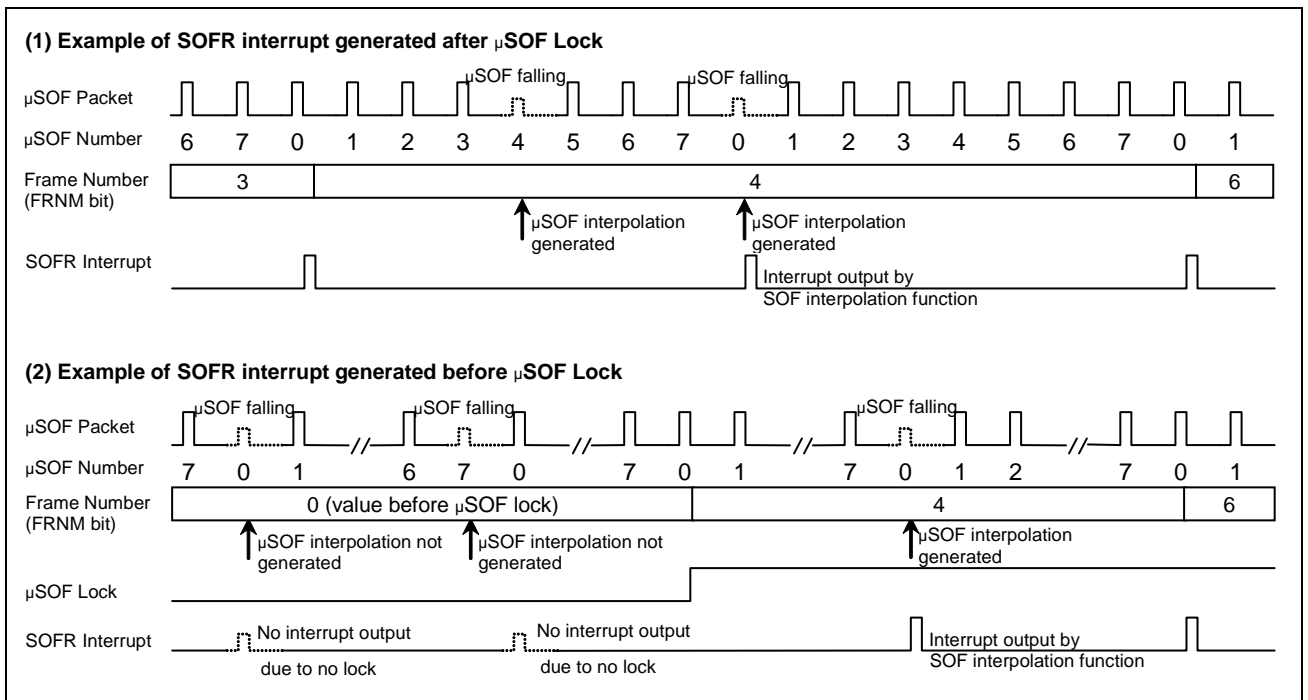 (1) Example of SOFR interrupt generated after µSOF Lock
µSOF falling µSOF falling
µSOF Packet
µSOF Number 6 7 0 1 2 3 4 5 6 7 0 1 2 3 4 5 6 7 0 1
Frame Number 3 4 6
(FRNM bit)
µSOF interpolation µSOF interpolation
generated generated
SOFR Interrupt
Interrupt output by
SOF interpolation function
(2) Example of SOFR interrupt generated before µSOF Lock
µSOF falling µSOF falling µSOF falling
µSOF Packet
µSOF Number 7 0 1 6 7 0 7 0 1 7 0 1 2 7 0 1
Frame Number 0 (value before µSOF lock) 4 6
(FRNM bit)
µSOF interpolation not µSOF interpolation not µSOF interpolation
generated generated generated
µSOF Lock
SOFR Interrupt No interrupt output No interrupt output Interrupt output by
due to no lock due to no lock SOF interpolation function